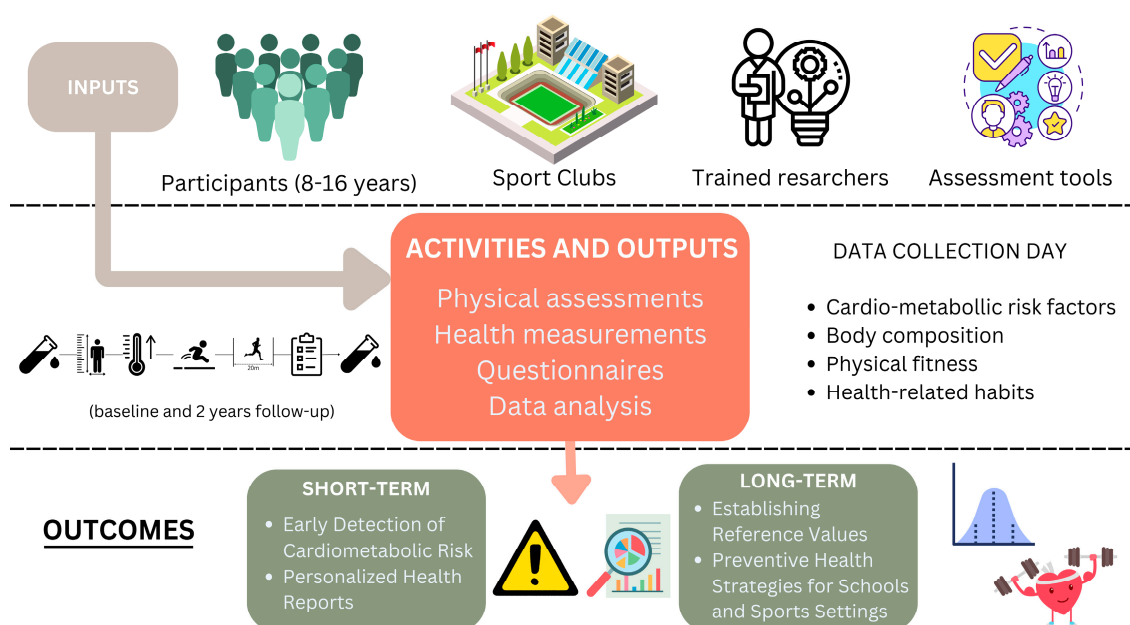 INPUTS
Participants (8-16 years)
Sport Clubs
Trained resarchers
Assessment tools
ACTIVITIES AND OUTPUTS
Physical assessments
Health measurements
Questionnaires
Data analysis
20m
(baseline and 2 years follow-up)
DATA COLLECTION DAY
• Cardio-metabollic risk factors
• Body composition
• Physical fitness
• Health-related habits
OUTCOMES
SHORT-TERM
• Early Detection of
Cardiometabolic Risk
• Personalized Health
Reports
LONG-TERM
• Establishing
Reference Values
• Preventive Health
Strategies for Schools
and Sports Settings